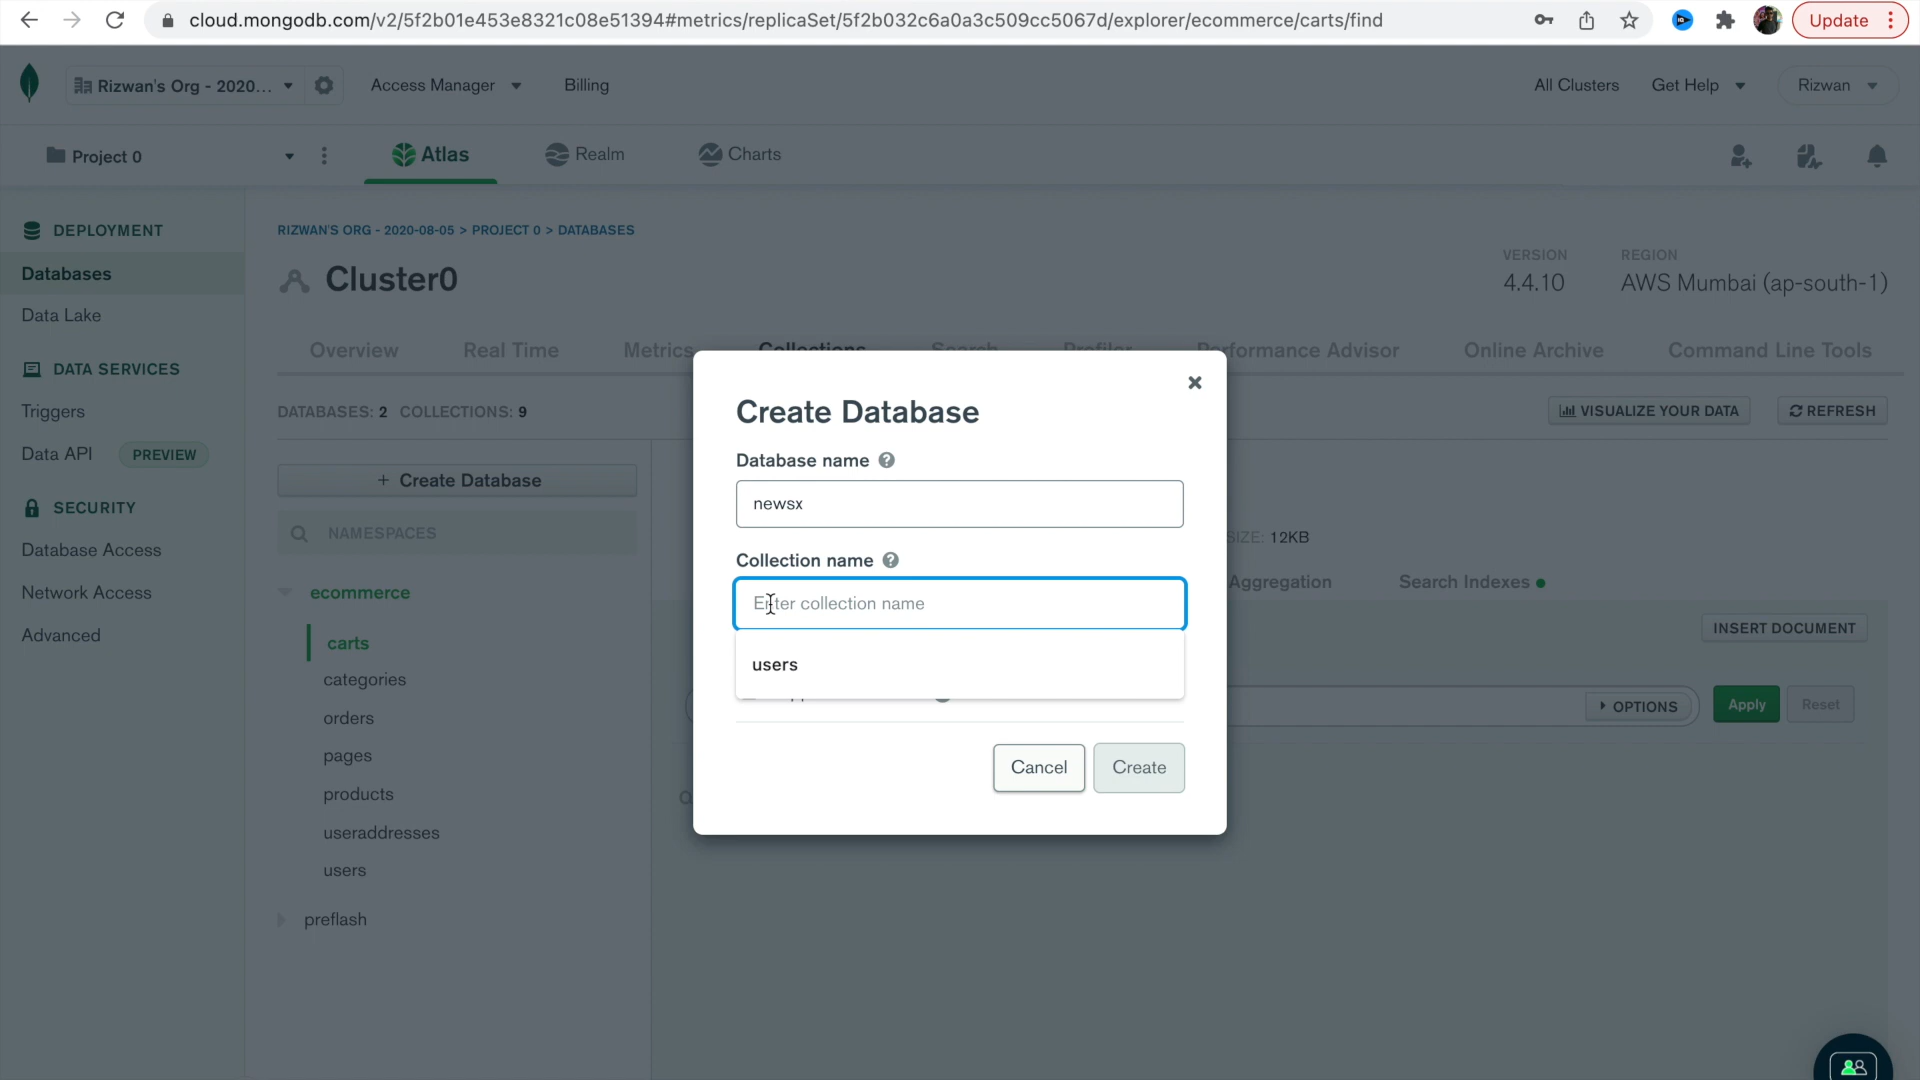 cloud.mongodb.com/v2/5f2b01e453e8321c08e51394#metrics/replicaSet/5f2b032c6a0a3c509cc5067d/explorer/ecommerce/carts/find
Update
Rizwan's Org - 2020...
Access Manager
Billing
All Clusters
Get Help
Rizwan
Project 0
Atlas
Realm
Charts
DEPLOYMENT
Databases
Data Lake
DATA SERVICES
Triggers
Data API
PREVIEW
SECURITY
Database Access
Network Access
Advanced
RIZWAN'S ORG - 2020-08-05 > PROJECT 0 > DATABASES
Cluster0
VERSION
4.4.10
REGION
AWS Mumbai (ap-south-1)
Overview
Real Time
Metrics
Collections
Search
Profiler
Performance Advisor
Online Archive
Command Line Tools
DATABASES: 2 COLLECTIONS: 9
VISUALIZE YOUR DATA
REFRESH
+ Create Database
NAMESPACES
ecommerce
carts
categories
orders
pages
products
useraddresses
users
preflash
Create Database
Database name
newsx
Collection name
Enter collection name
users
Cancel
Create
SIZE: 12KB
Aggregation
Search Indexes
INSERT DOCUMENT
OPTIONS
Apply
Reset